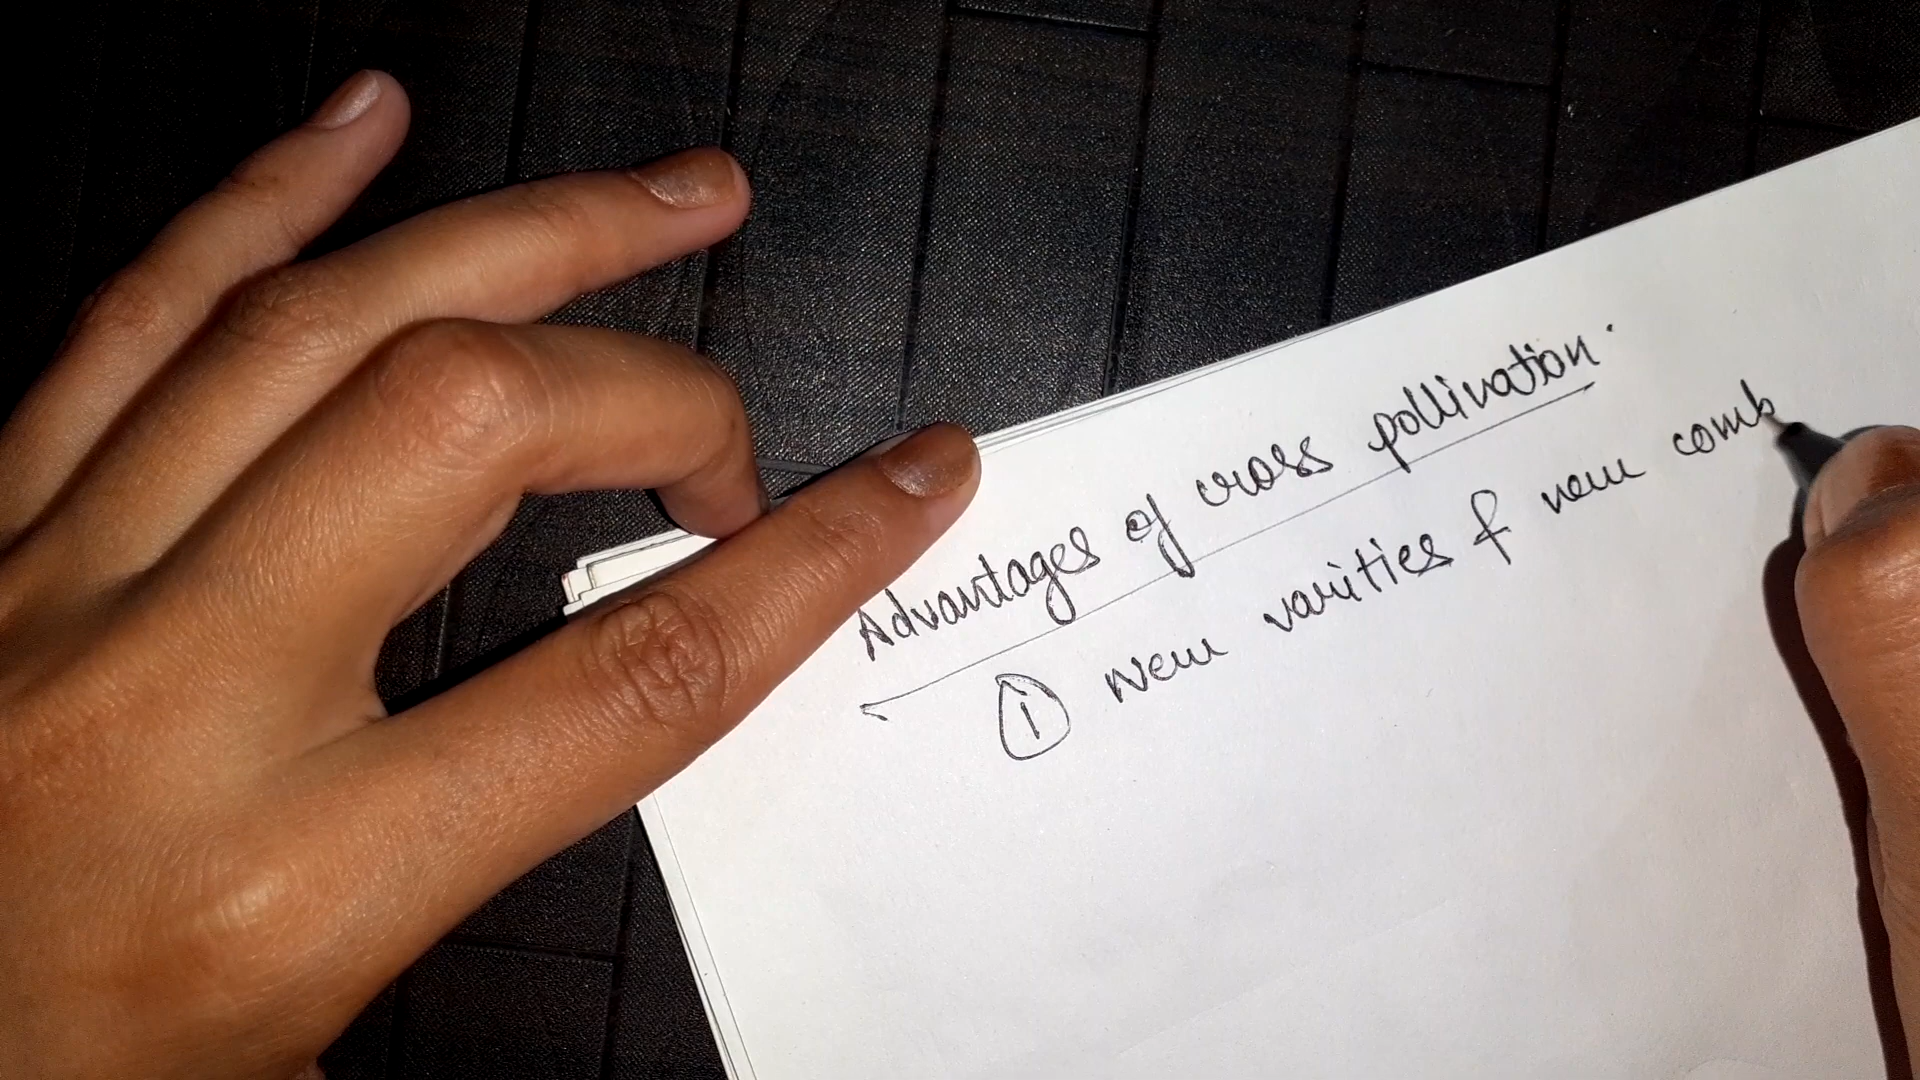 Advantages of cross pollination.
① New varities & new comb